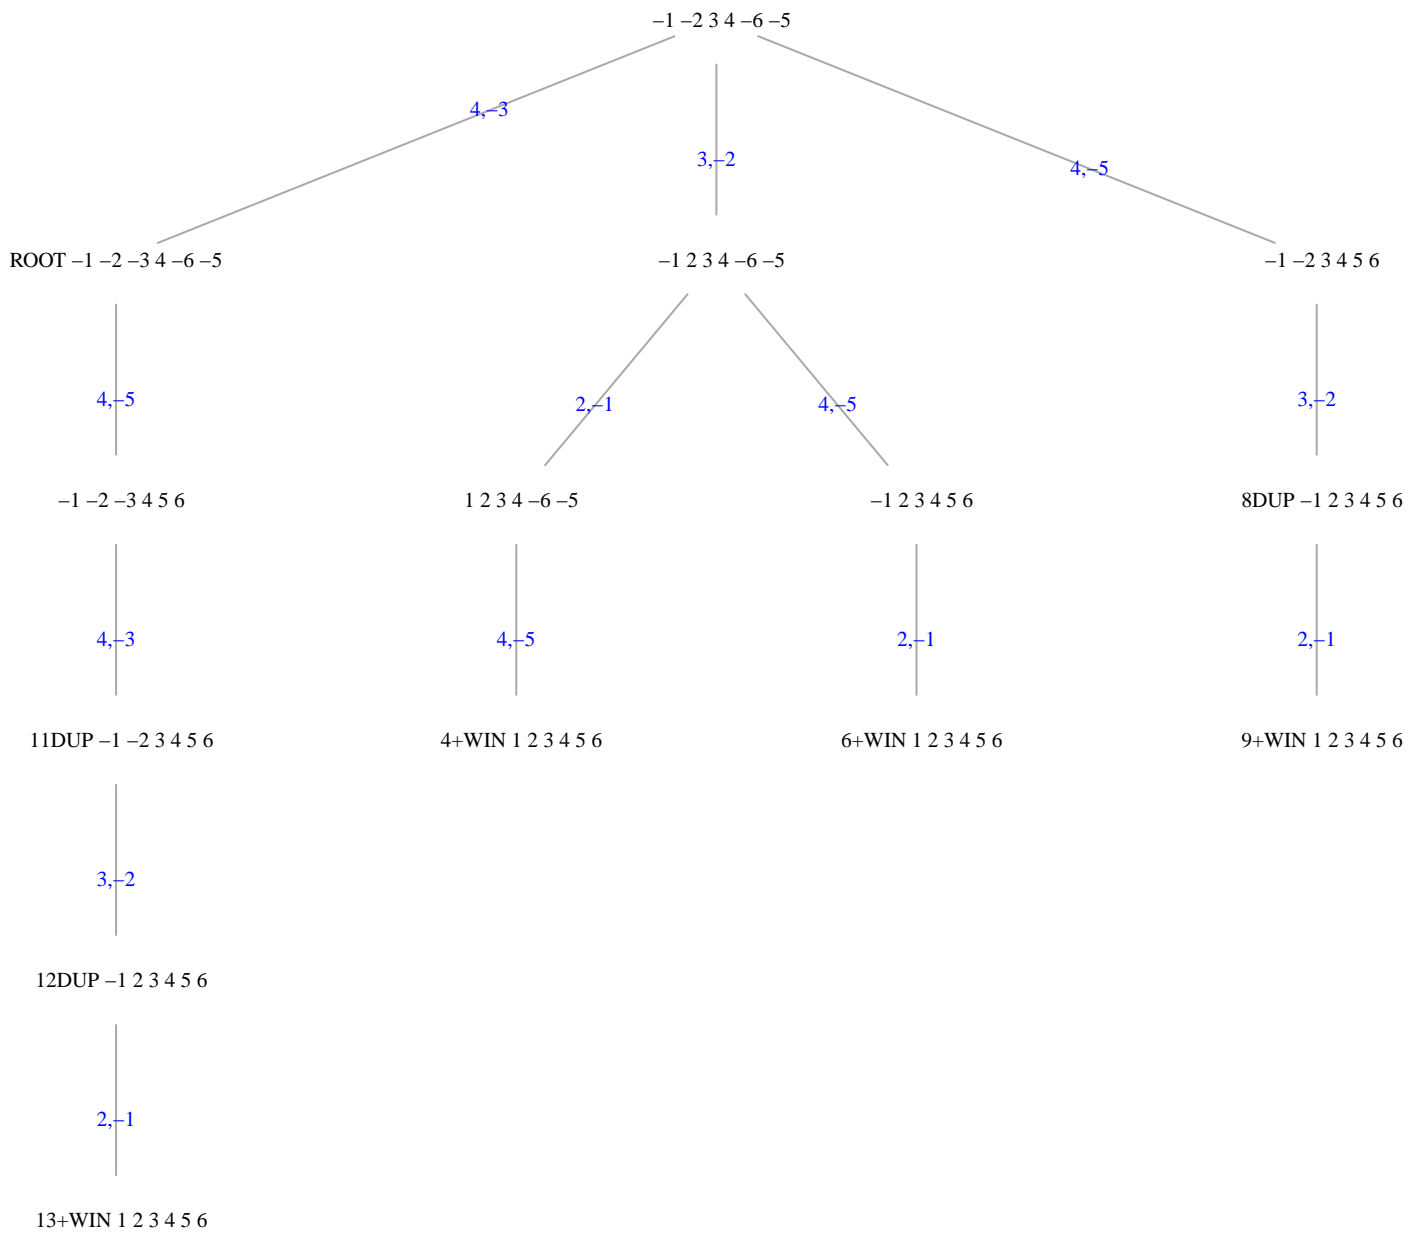 –1 –2 3 4 –6 –5
4,–3
3,–2
4,–5
ROOT –1 –2 –3 4 –6 –5
–1 2 3 4 –6 –5
–1 –2 3 4 5 6
4,–5
2,–1
4,–5
3,–2
–1 –2 –3 4 5 6
1 2 3 4 –6 –5
–1 2 3 4 5 6
8DUP –1 2 3 4 5 6
4,–3
4,–5
2,–1
2,–1
11DUP –1 –2 3 4 5 6
4+WIN 1 2 3 4 5 6
6+WIN 1 2 3 4 5 6
9+WIN 1 2 3 4 5 6
3,–2
12DUP –1 2 3 4 5 6
2,–1
13+WIN 1 2 3 4 5 6